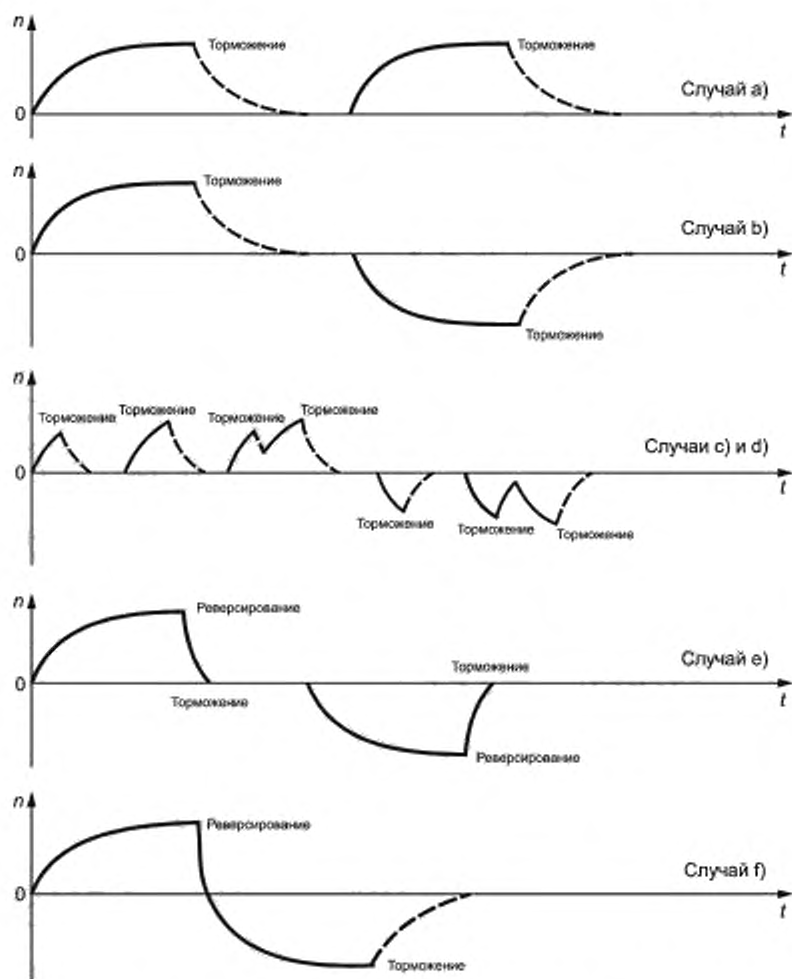 n
Торможение
Торможение
Случай a)
0
t
n
Торможение
Случай b)
0
t
Торможение
n
Торможение
Торможение
Торможение
Торможение
Случаи c) и d)
0
t
Торможение
Торможение
Торможение
n
Реверсирование
Торможение
Случай e)
0
t
Торможение
Реверсирование
n
Реверсирование
Случай f)
0
t
Торможение